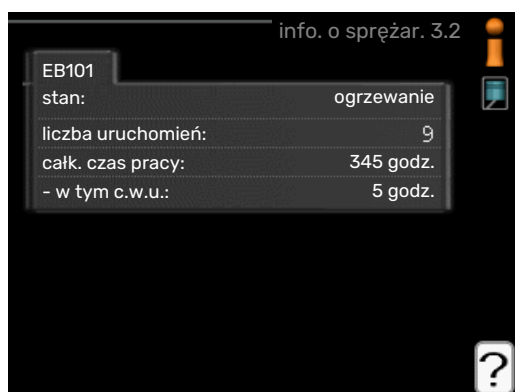 info. o sprężar. 3.2
EB101
stan: ogrzewanie
liczba uruchomień: 9
całk. czas pracy: 345 godz.
- w tym c.w.u.: 5 godz.
?